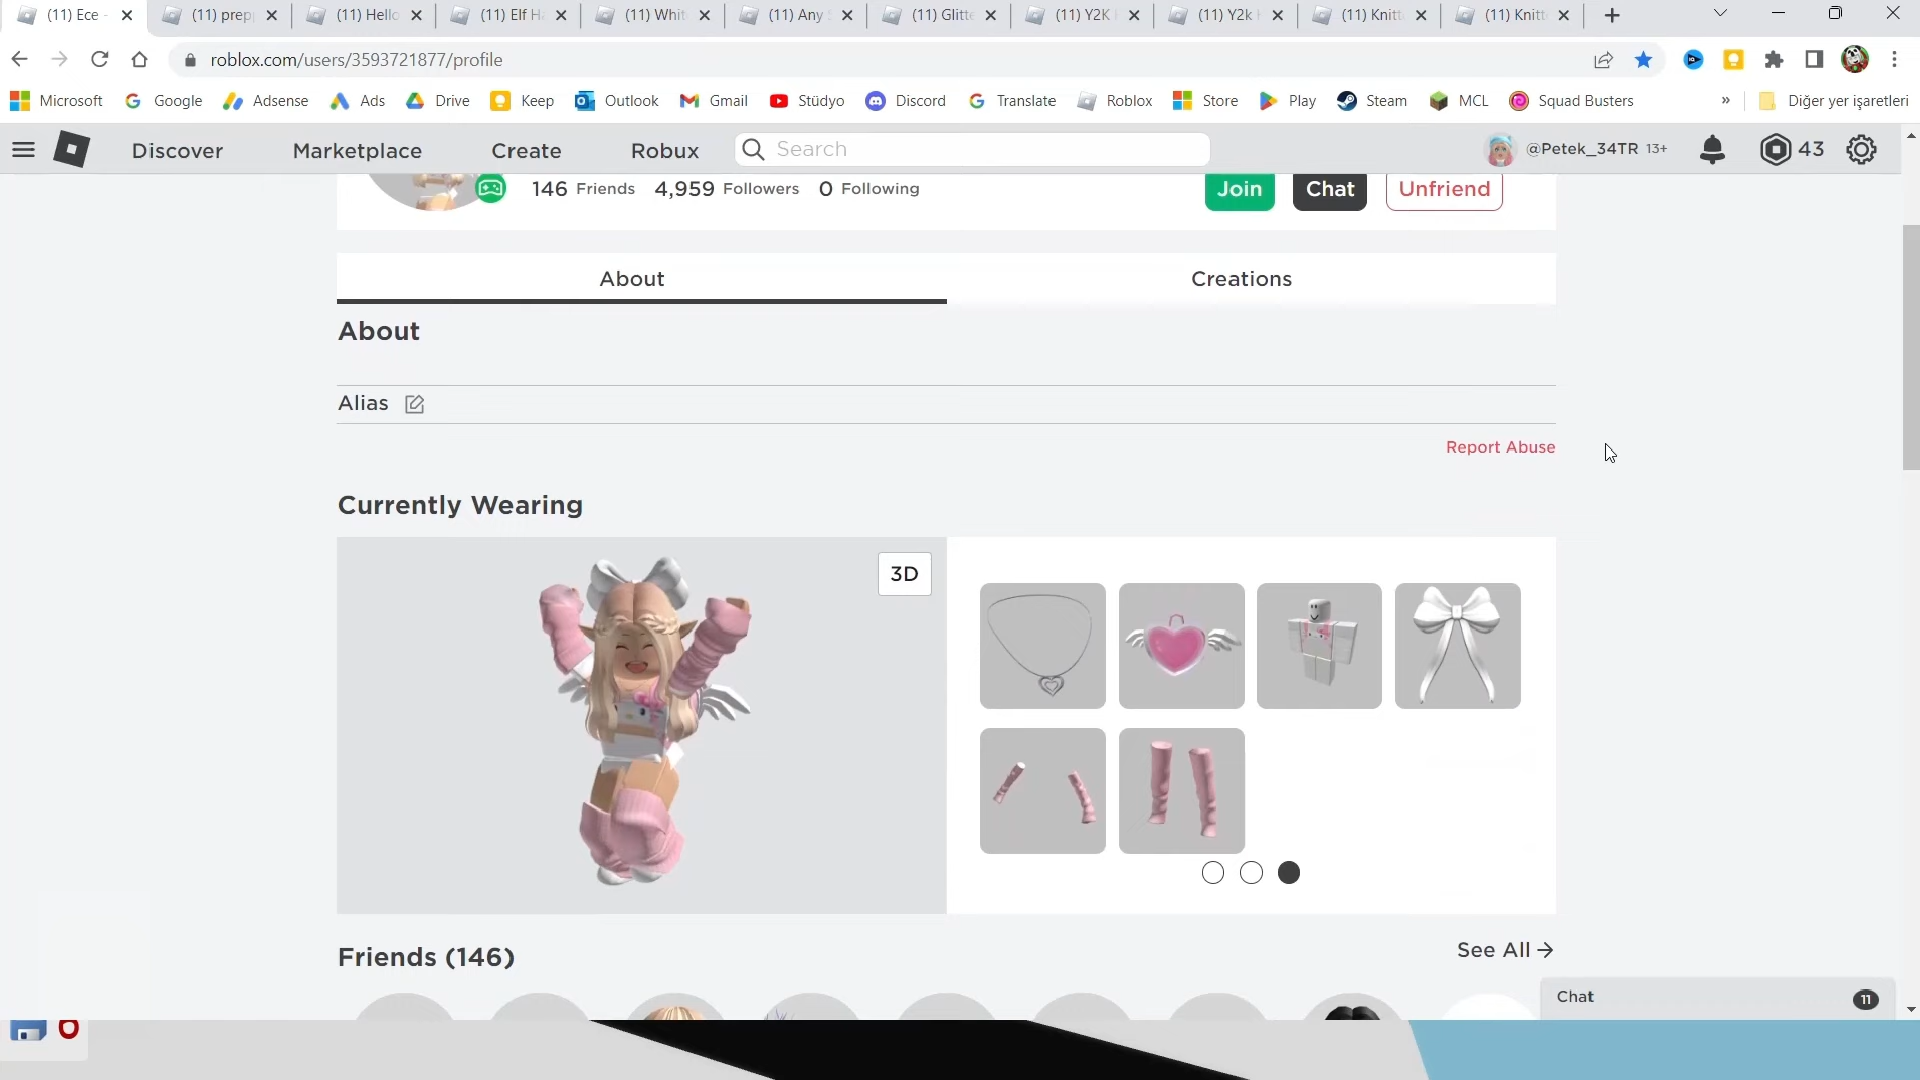 (11) Ece - (11) prep (11) Hello (11) Elf H (11) Whit (11) Any (11) Glitt (11) Y2K (11) Y2k (11) Knitt (11) Knitt
roblox.com/users/3593721877/profile
Microsoft Google Adsense Ads Drive Keep Outlook Gmail Stüdyo Discord Translate Roblox Store Play Steam MCL Squad Busters » Diğer yer işaretleri
Discover Marketplace Create Robux Search @Petek_34TR 13+ 43
146 Friends 4,959 Followers 0 Following Join Chat Unfriend
About Creations
About
Alias
Report Abuse
Currently Wearing
3D
Friends (146) See All
Chat 11
0